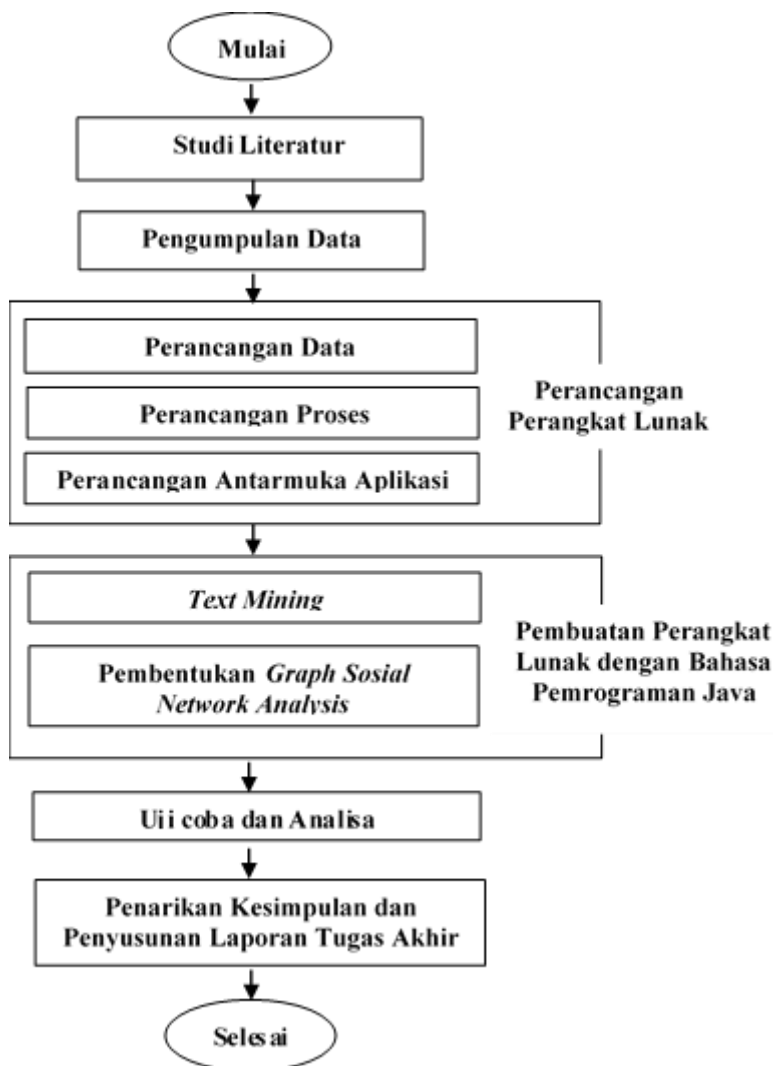 Mulai
Studi Literatur
Pengumpulan Data
Perancangan Data
Perancangan Proses
Perancangan Antarmuka Aplikasi
Perancangan
Perangkat Lunak
Text Mining
Pembentukan Graph Sosial
Network Analysis
Pembuatan Perangkat
Lunak dengan Bahasa
Pemrograman Java
Uji coba dan Analisa
Penarikan Kesimpulan dan
Penyusunan Laporan Tugas Akhir
Selesai